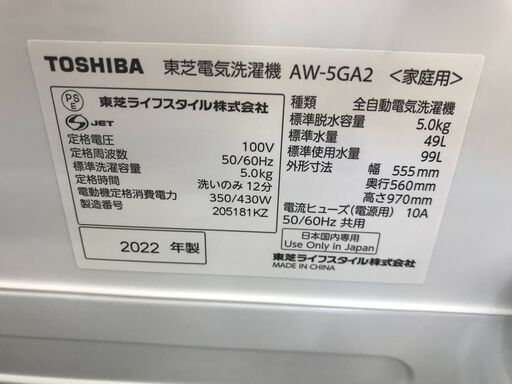 TOSHIBA 東芝電気洗濯機 AW-5GA2 <家庭用>
PS
E
東芝ライフスタイル株式会社
JET
定格電圧 100V
定格周波数 50/60Hz
標準洗濯容量 5.0kg
定格時間 洗いのみ 12分
電動機定格消費電力 350/430W
製造番号 205181KZ
2022 年製
種類 全自動電気洗濯機
標準脱水容量 5.0kg
標準水量 49L
標準使用水量 99L
外形寸法 幅 555mm
奥行560mm
高さ970mm
電流ヒューズ(電源用) 10A
50/60Hz 共用
日本国内専用
Use Only in Japan
東芝ライフスタイル株式会社
MADE IN CHINA